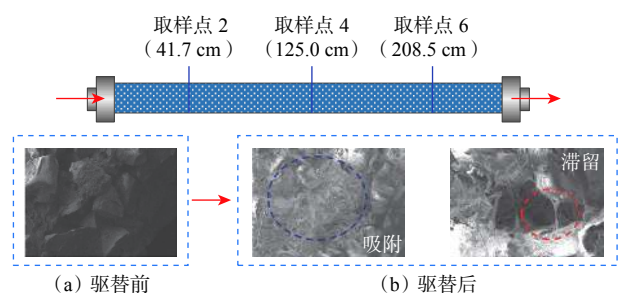 取样点 2 取样点 4 取样点 6
(41.7 cm) (125.0 cm) (208.5 cm)
吸附
滞留
(a) 驱替前 (b) 驱替后